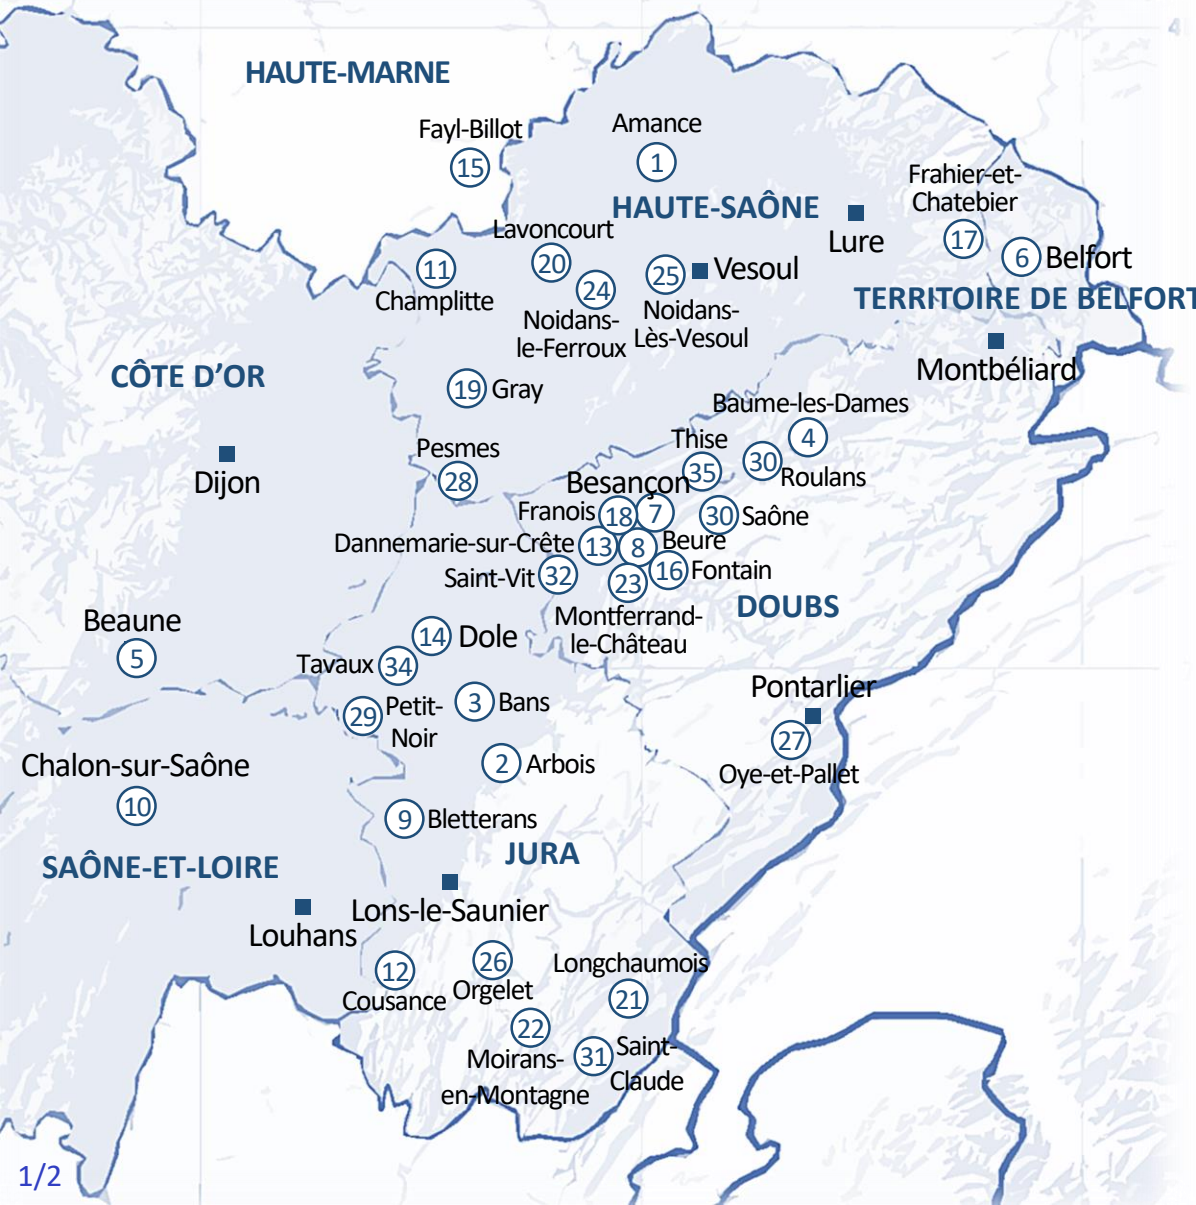 4
HAUTE-MARNE
Fayl-Billot
15
Amance
1
HAUTE-SAÔNE
Frahier-et-
Chatebier
17
Lure
6 Belfort
TERRITOIRE DE BELFORT
Lavoncourt
20
11
Champlitte
24
Noidans-
le-Ferroux
25 Vesoul
Noidans-
Lès-Vesoul
Montbéliard
CÔTE D'OR
19 Gray
Baume-les-Dames
4
Dijon
Pesmes
28
Thise
35
30
Roulans
Besançon
Franois 18 7
30 Saône
Dannemarie-sur-Crête 13 8 Beure
Saint-Vit 32
16 Fontain
23
Montferrand-
le-Château
DOUBS
Beaune
5
14 Dole
Tavaux 34
29 Petit-
Noir
3 Bans
Pontarlier
27
Oye-et-Pallet
2 Arbois
Chalon-sur-Saône
10
9 Bletterans
JURA
SAÔNE-ET-LOIRE
Louhans
Lons-le-Saunier
12
Cousance
26
Orgelet
Longchaumois
21
22
Moirans-
en-Montagne
31 Saint-
Claude
1/2